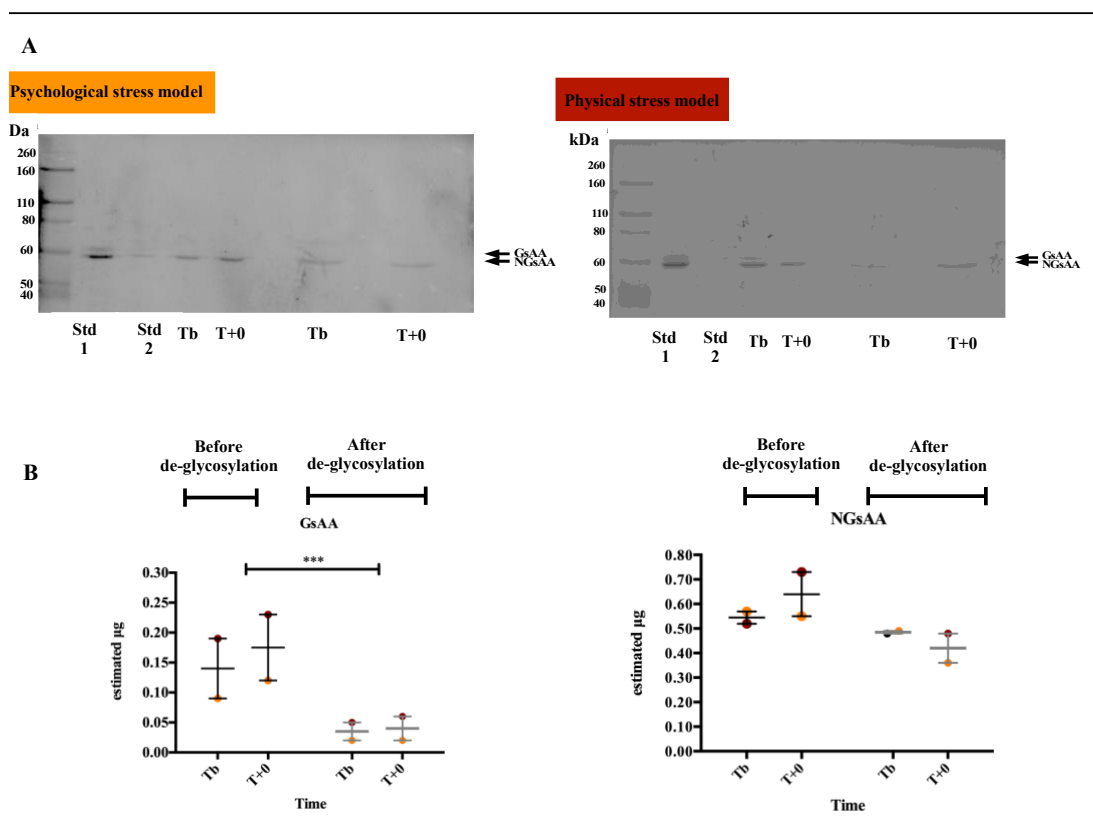 A
Psychological stress model
Physical stress model
Da
260
160
110
80
60
50
40
GsAA
NGsAA
Std
1
Std
2
Tb
T+0
Tb
T+0
kDa
260
160
110
80
60
50
40
GsAA
NGsAA
Std
1
Std
2
Tb
T+0
Tb
T+0
B
Before
de-glycosylation
After
de-glycosylation
GsAA
***
0.30
0.25
0.20
0.15
0.10
0.05
0.00
estimated µg
Tb
T+0
Tb
T+0
Time
Before
de-glycosylation
After
de-glycosylation
NGsAA
0.80
0.70
0.60
0.50
0.40
0.30
0.20
0.10
0.00
estimated µg
Tb
T+0
Tb
T+0
Time